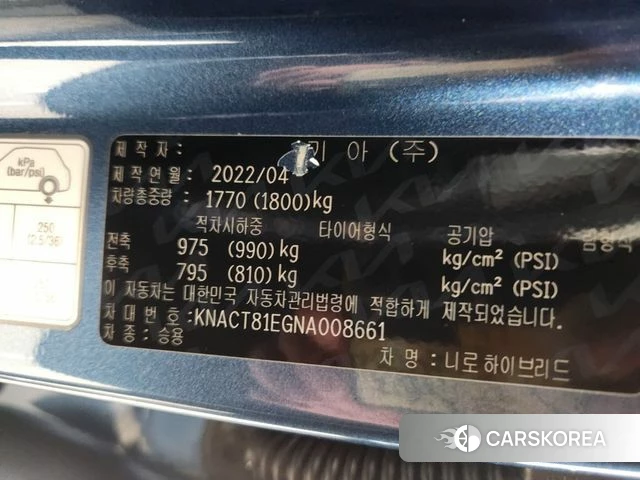 kPa
(bar/psi)
250
제 작 자 : 기 아 (주)
제작연월 : 2022/04
차량총중량 : 1770 (1800)kg
적차시하중 타이어형식 공기압
전축 975 (990)kg kg/cm² (PSI)
후축 795 (810)kg kg/cm² (PSI)
이 자동차는 대한민국 자동차관리법령에 적합하게 제작되었습니다.
차 대 번 호 :KNACT81EGNA008661
차 종 : 승용
차 명 : 니로하이브리드
CARSKOREA